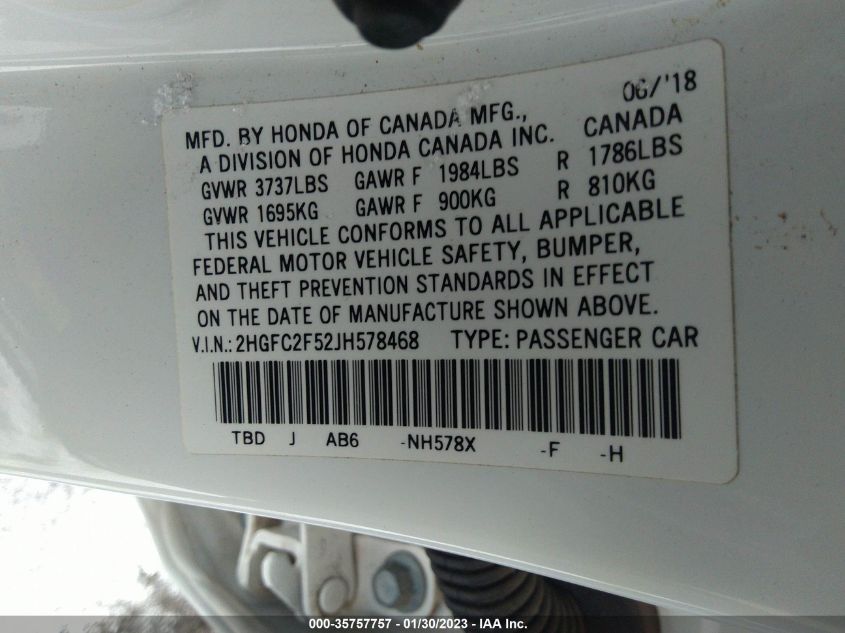 06/'18
MFD. BY HONDA OF CANADA MFG., CANADA
A DIVISION OF HONDA CANADA INC.
GVWR 3737LBS GAWR F 1984LBS R 1786LBS
GVWR 1695KG GAWR F 900KG R 810KG
THIS VEHICLE CONFORMS TO ALL APPLICABLE
FEDERAL MOTOR VEHICLE SAFETY, BUMPER,
AND THEFT PREVENTION STANDARDS IN EFFECT
ON THE DATE OF MANUFACTURE SHOWN ABOVE.
V.I.N.: 2HGFC2F52JH578468 TYPE: PASSENGER CAR
TBD J AB6 -NH578X -F -H
000-35757757 - 01/30/2023 - IAA Inc.